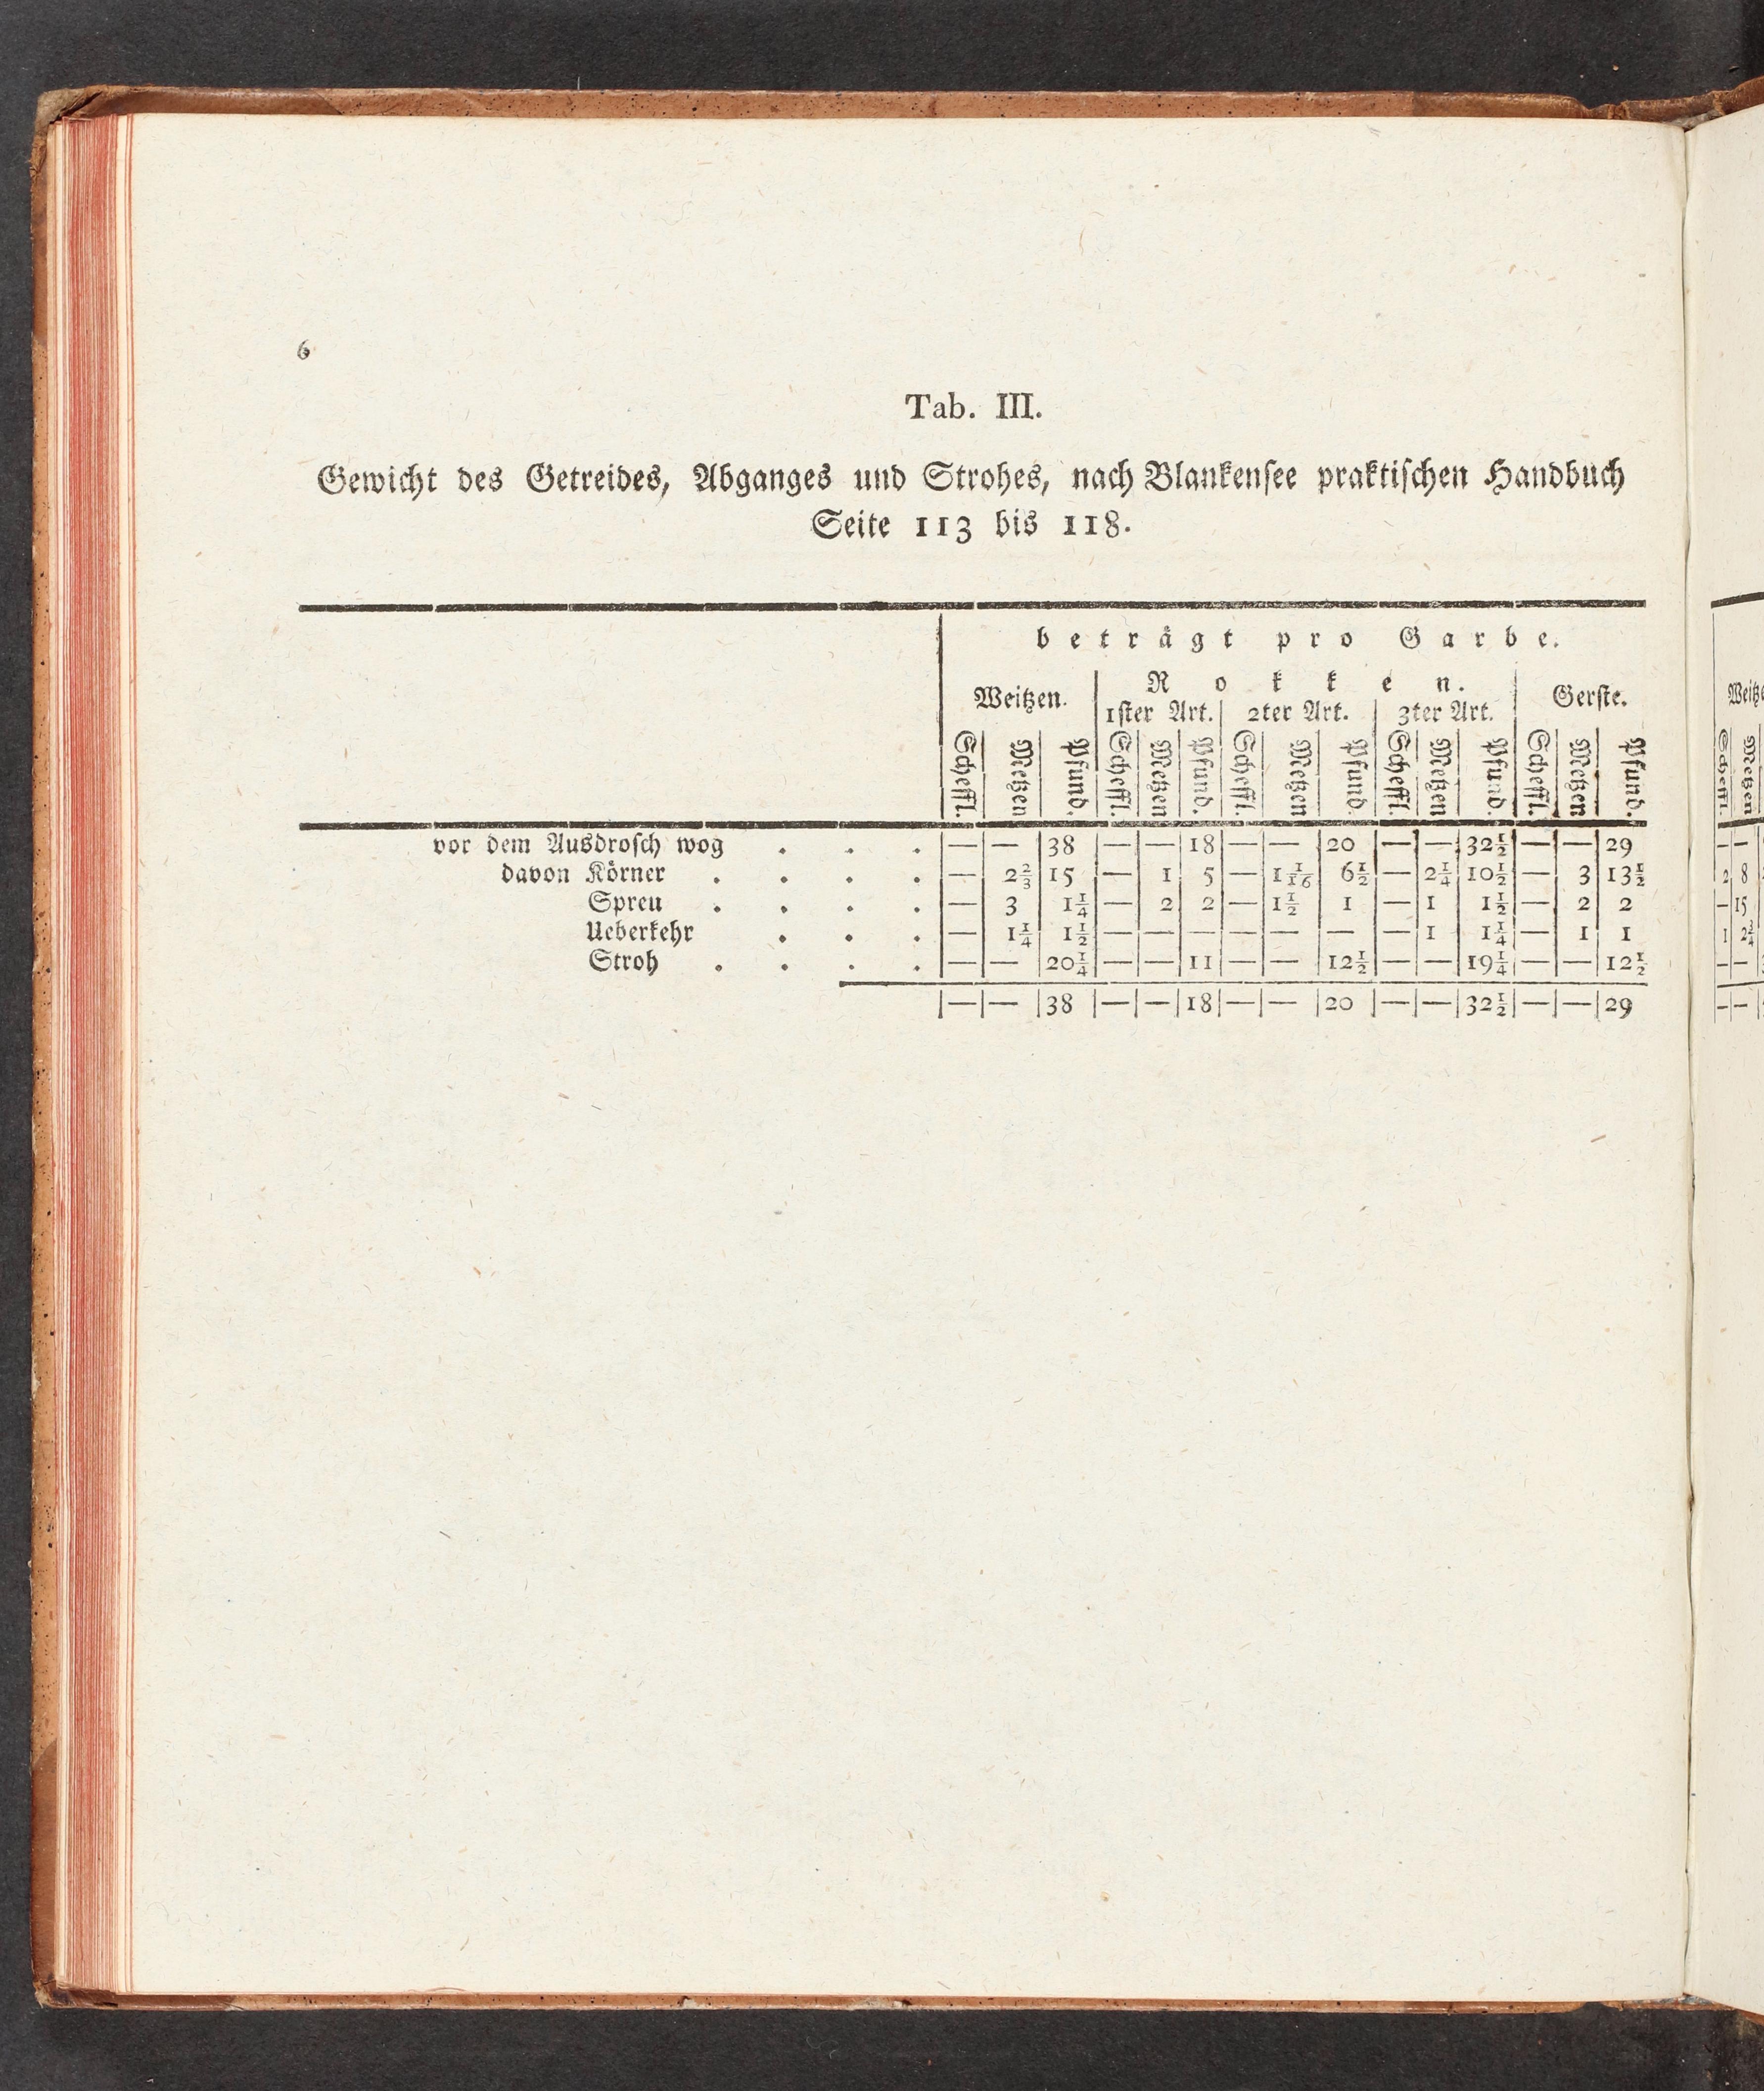 6
Tab. III.
Gewicht des Getreides, Abganges und Strohes, nach Blankensee praktischen Handbuch
Seite 113 bis 118.
beträgt pro Garbe.
Weitzen. Rokken. Gerste.
1ster Art. 2ter Art. 3ter Art.
Scheffl. Metzen Pfund. Scheffl. Metzen Pfund. Scheffl. Metzen Pfund. Scheffl. Metzen Pfund. Scheffl. Metzen Pfund.
vor dem Ausdrosch wog . . . — — 38 — — 18 — — 20 — — 32½ — — 29
davon Körner . . . . — 2⅔ 15 — 1 5 — 1 1/16 6½ — 2¼ 10½ — 3 13½
Spreu . . . . — 3 1¼ — 2 2 — 1½ 1 — 1 1½ — 2 2
Ueberkehr . . . — 1¼ 1½ — — — — — — — 1 1¼ — 1 1
Stroh . . . . — — 20¼ — — 11 — — 12½ — — 19¼ — — 12½
— — 38 — — 18 — — 20 — — 32½ — — 29
Scheffl. Metzen
— —
2 8
— 15
— —
— —